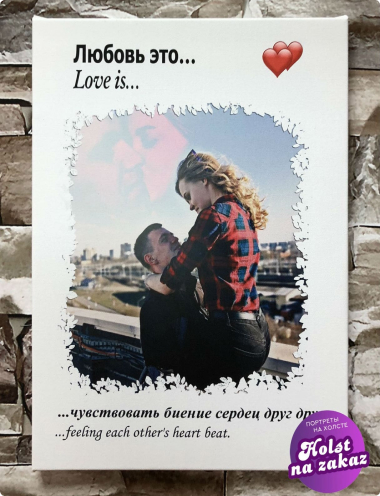 Любовь это...
Love is...
...чувствовать биение сердец друг
...feeling each other's heart beat.
ПОРТРЕТЫ
НА ХОЛСТЕ
Holst
na zakaz